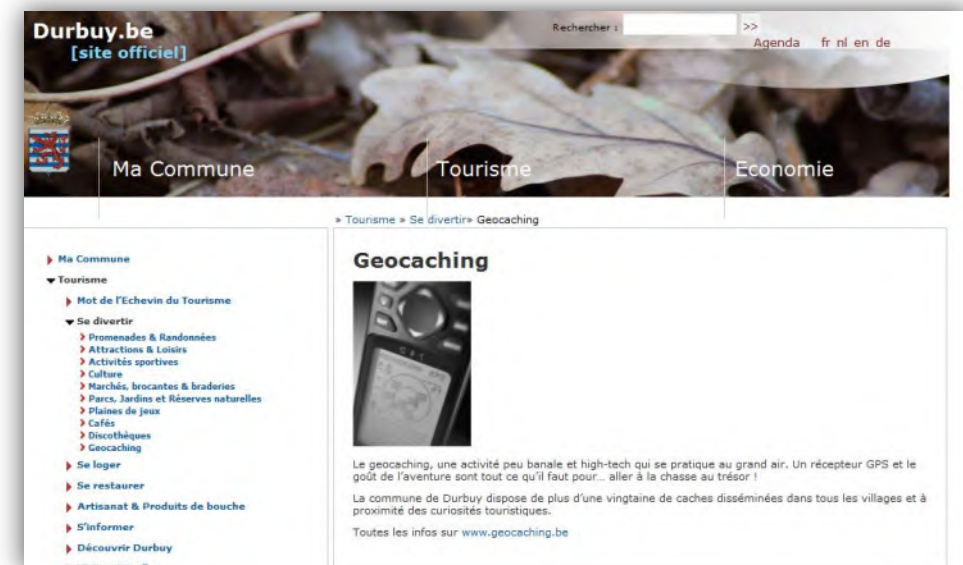 Durbuy.be
[site officiel]
Rechercher : >>
Agenda fr nl en de
Ma Commune Tourisme Economie
» Tourisme » Se divertir» Geocaching
Ma Commune
Tourisme
Mot de l'Echevin du Tourisme
Se divertir
Promenades & Randonnées
Attractions & Loisirs
Activités sportives
Culture
Marchés, brocantes & braderies
Parcs, Jardins et Réserves naturelles
Plaines de jeux
Cafés
Discothèques
Geocaching
Se loger
Se restaurer
Artisanat & Produits de bouche
S'informer
Découvrir Durbuy
Geocaching
Le geocaching, une activité peu banale et high-tech qui se pratique au grand air. Un récepteur GPS et le
goût de l'aventure sont tout ce qu'il faut pour... aller à la chasse au trésor !
La commune de Durbuy dispose de plus d'une vingtaine de caches disséminées dans tous les villages et à
proximité des curiosités touristiques.
Toutes les infos sur www.geocaching.be